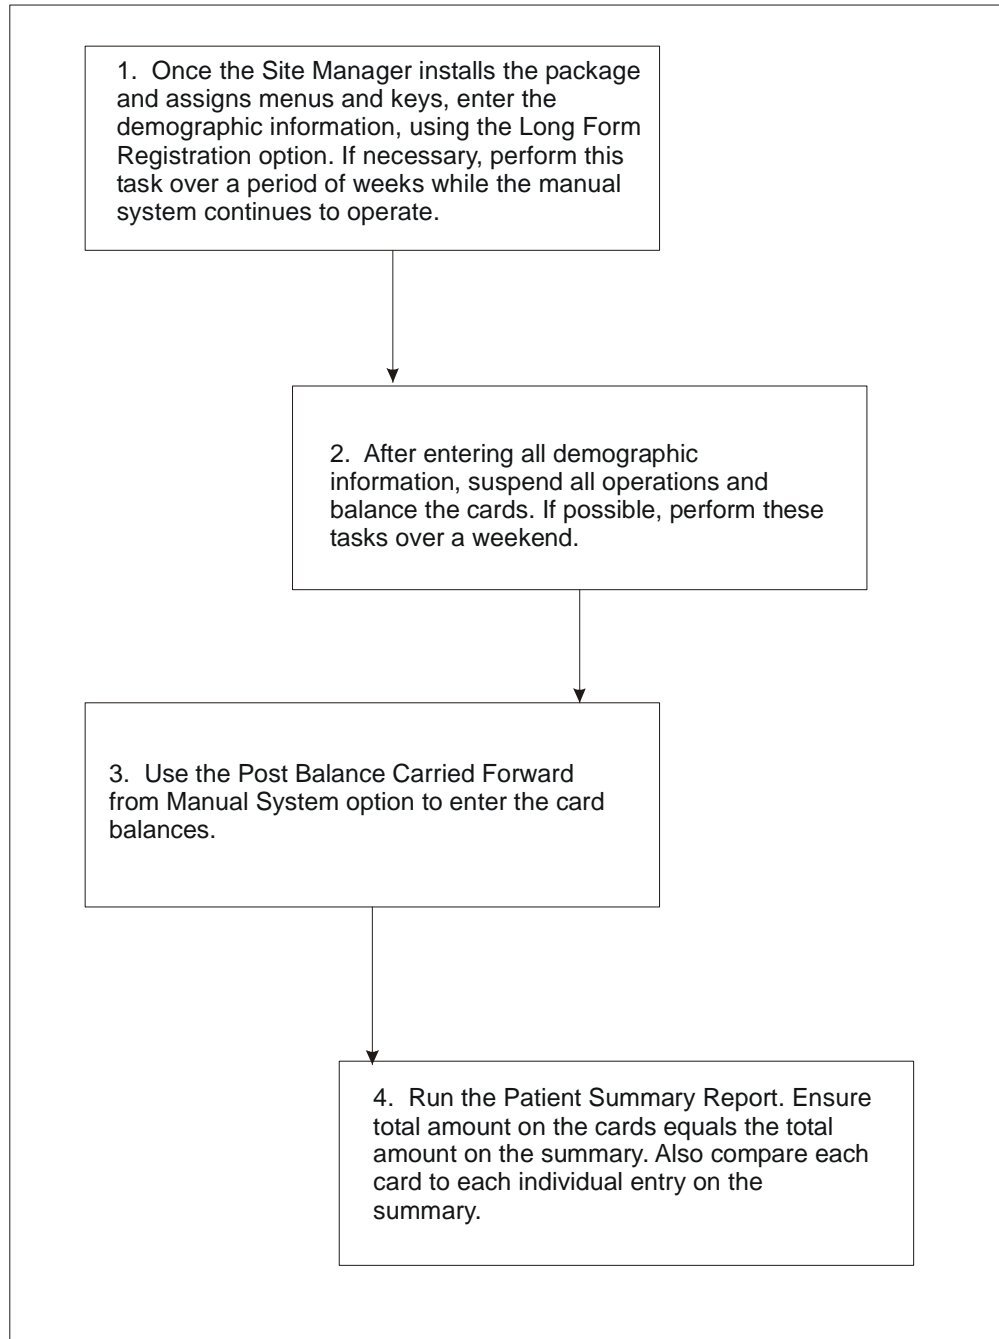 1.  Once the Site Manager installs the package
and assigns menus and keys, enter the
demographic information, using the Long Form
Registration option. If necessary, perform this
task over a period of weeks while the manual
system continues to operate.
2.  After entering all demographic
information, suspend all operations and
balance the cards. If possible, perform these
tasks over a weekend.
3.  Use the Post Balance Carried Forward
from Manual System option to enter the card
balances.
4.  Run the Patient Summary Report. Ensure
total amount on the cards equals the total
amount on the summary. Also compare each
card to each individual entry on the
summary.